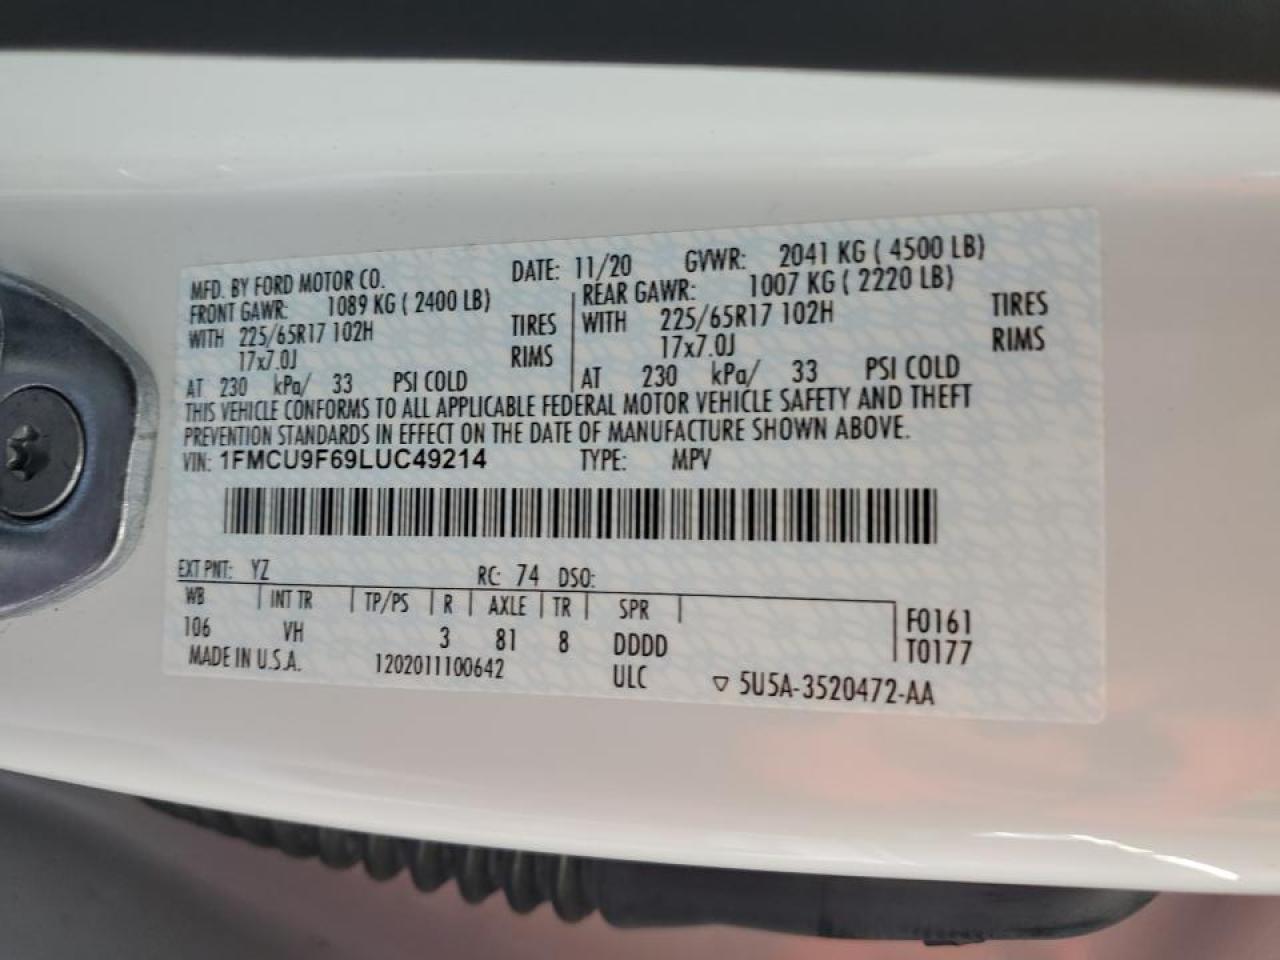 MFD. BY FORD MOTOR CO. DATE: 11/20 GVWR: 2041 KG ( 4500 LB)
FRONT GAWR: 1089 KG ( 2400 LB) REAR GAWR: 1007 KG ( 2220 LB)
WITH 225/65R17 102H TIRES WITH 225/65R17 102H TIRES
17x7.0J RIMS 17x7.0J RIMS
AT 230 kPa/ 33 PSI COLD AT 230 kPa/ 33 PSI COLD
THIS VEHICLE CONFORMS TO ALL APPLICABLE FEDERAL MOTOR VEHICLE SAFETY AND THEFT
PREVENTION STANDARDS IN EFFECT ON THE DATE OF MANUFACTURE SHOWN ABOVE.
VIN: 1FMCU9F69LUC49214 TYPE: MPV
EXT PNT: YZ RC: 74 DSO:
WB INT TR TP/PS R AXLE TR SPR F0161
106 VH 3 81 8 DDDD T0177
MADE IN U.S.A. 1202011100642 ULC ▽ 5U5A-3520472-AA